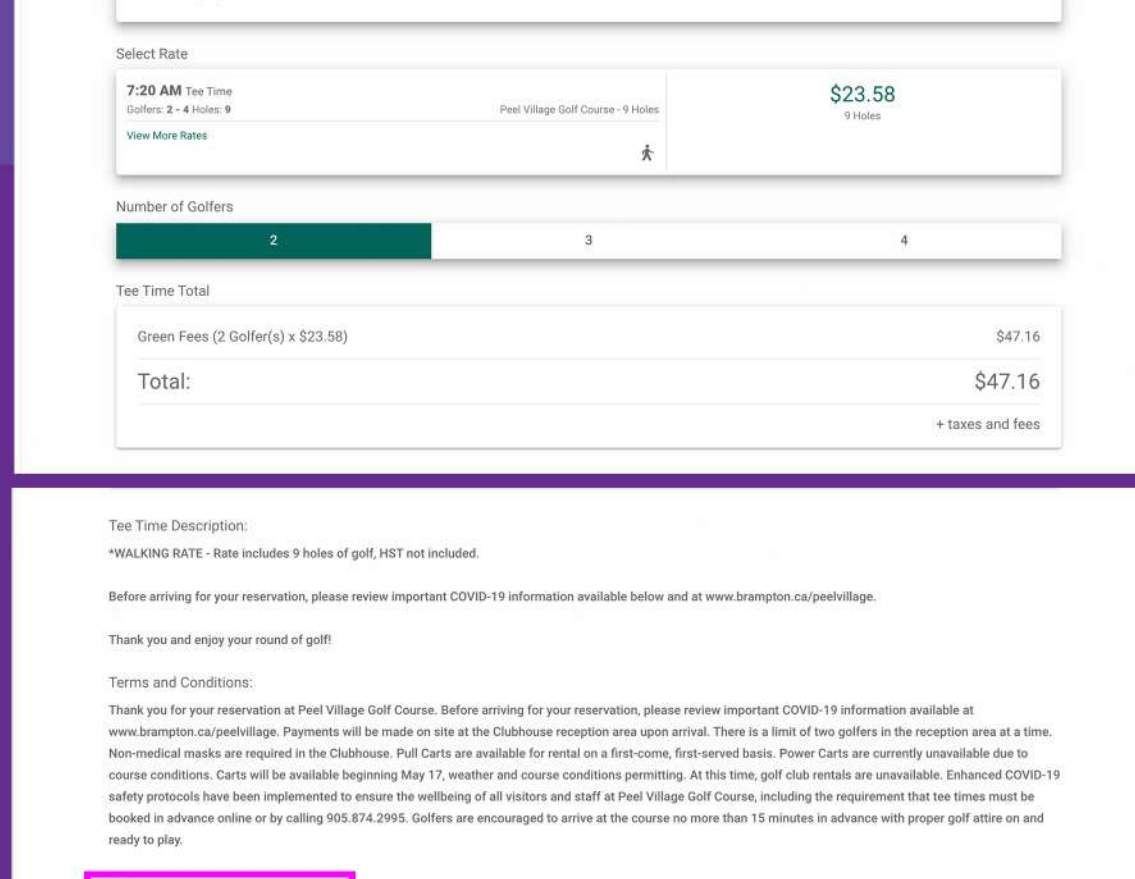 Select Rate
7:20 AM Tee Time
Golfers: 2 - 4 Holes: 9
Peel Village Golf Course - 9 Holes
View More Rates
$23.58
9 Holes
Number of Golfers
2 3 4
Tee Time Total
Green Fees (2 Golfer(s) x $23.58) $47.16
Total: $47.16
+ taxes and fees
Tee Time Description:
*WALKING RATE - Rate includes 9 holes of golf, HST not included.
Before arriving for your reservation, please review important COVID-19 information available below and at www.brampton.ca/peelvillage.
Thank you and enjoy your round of golf!
Terms and Conditions:
Thank you for your reservation at Peel Village Golf Course. Before arriving for your reservation, please review important COVID-19 information available at
www.brampton.ca/peelvillage. Payments will be made on site at the Clubhouse reception area upon arrival. There is a limit of two golfers in the reception area at a time.
Non-medical masks are required in the Clubhouse. Pull Carts are available for rental on a first-come, first-served basis. Power Carts are currently unavailable due to
course conditions. Carts will be available beginning May 17, weather and course conditions permitting. At this time, golf club rentals are unavailable. Enhanced COVID-19
safety protocols have been implemented to ensure the wellbeing of all visitors and staff at Peel Village Golf Course, including the requirement that tee times must be
booked in advance online or by calling 905.874.2995. Golfers are encouraged to arrive at the course no more than 15 minutes in advance with proper golf attire on and
ready to play.